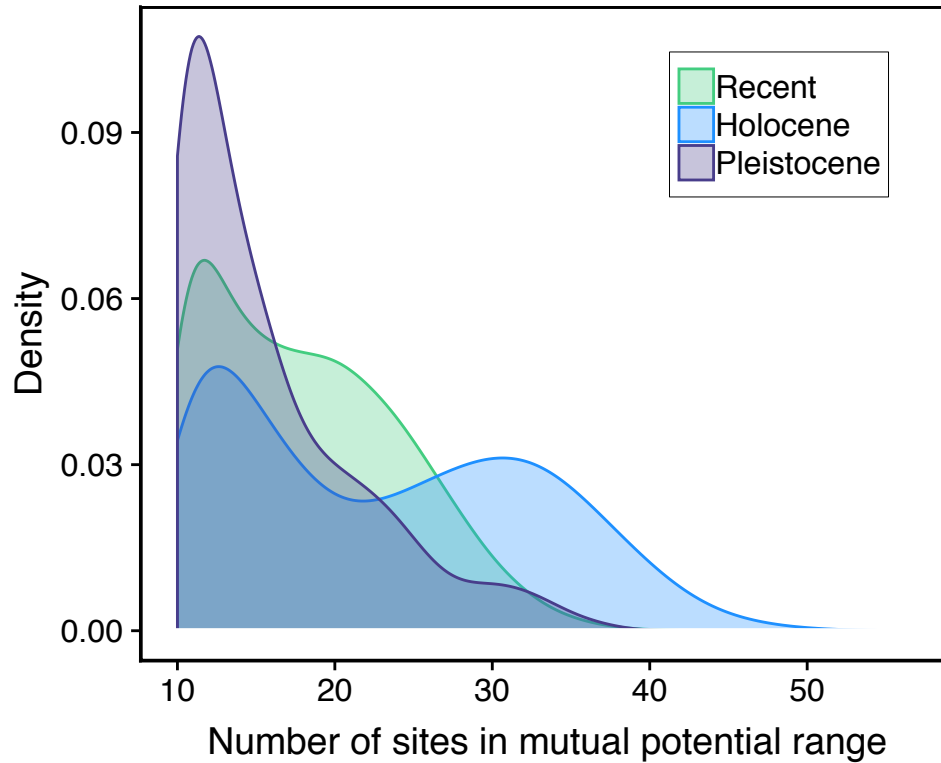 Recent
Holocene
Pleistocene
0.09
0.06
0.03
0.00
Density
10 20 30 40 50
Number of sites in mutual potential range